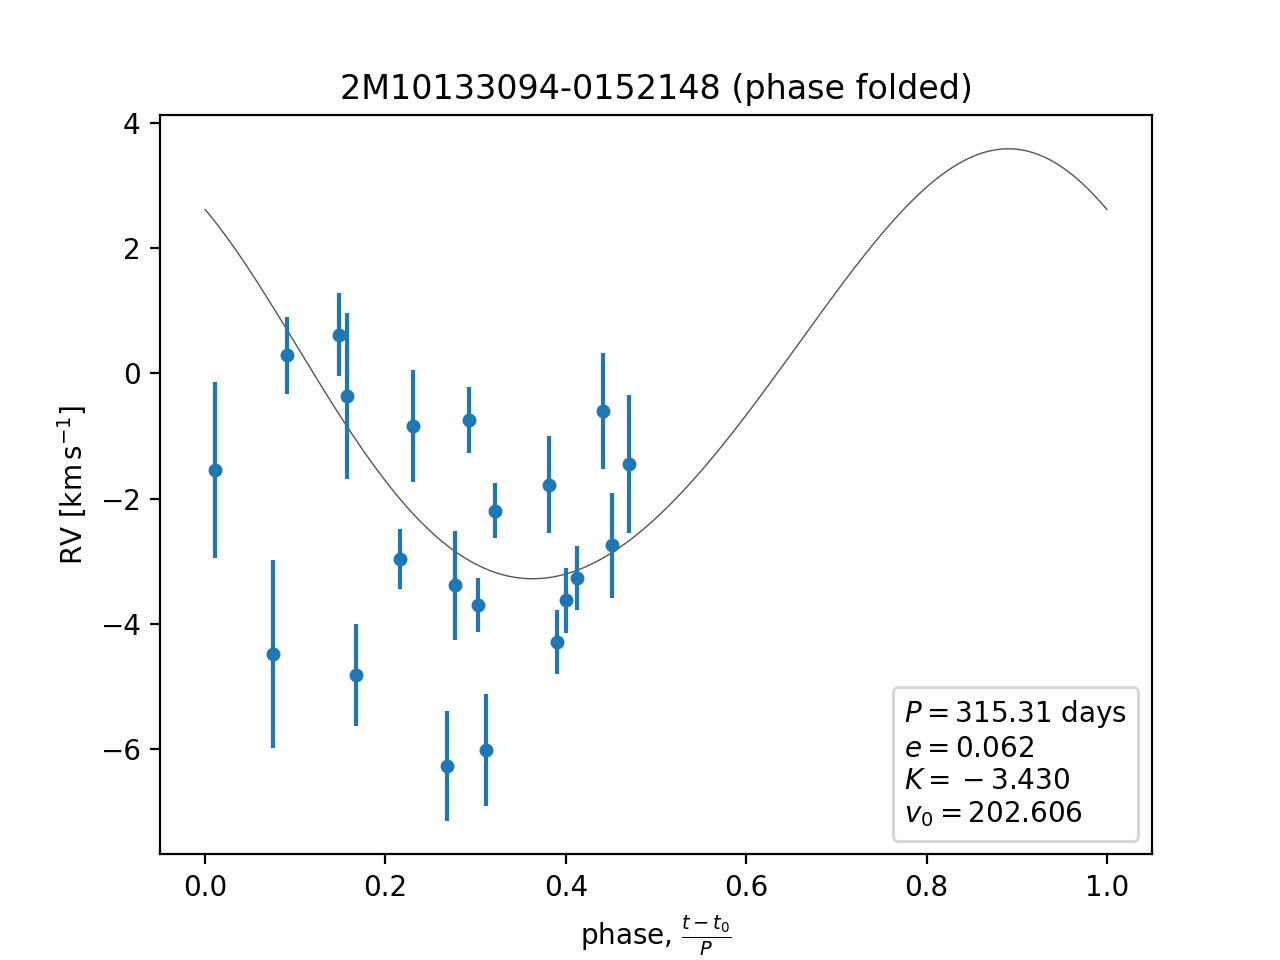 2M10133094-0152148 (phase folded)
4
2
0
−2
−4
−6
RV [km s⁻¹]
P = 315.31 days
e = 0.062
K = −3.430
v₀ = 202.606
0.0 0.2 0.4 0.6 0.8 1.0
phase, (t − t₀)/P